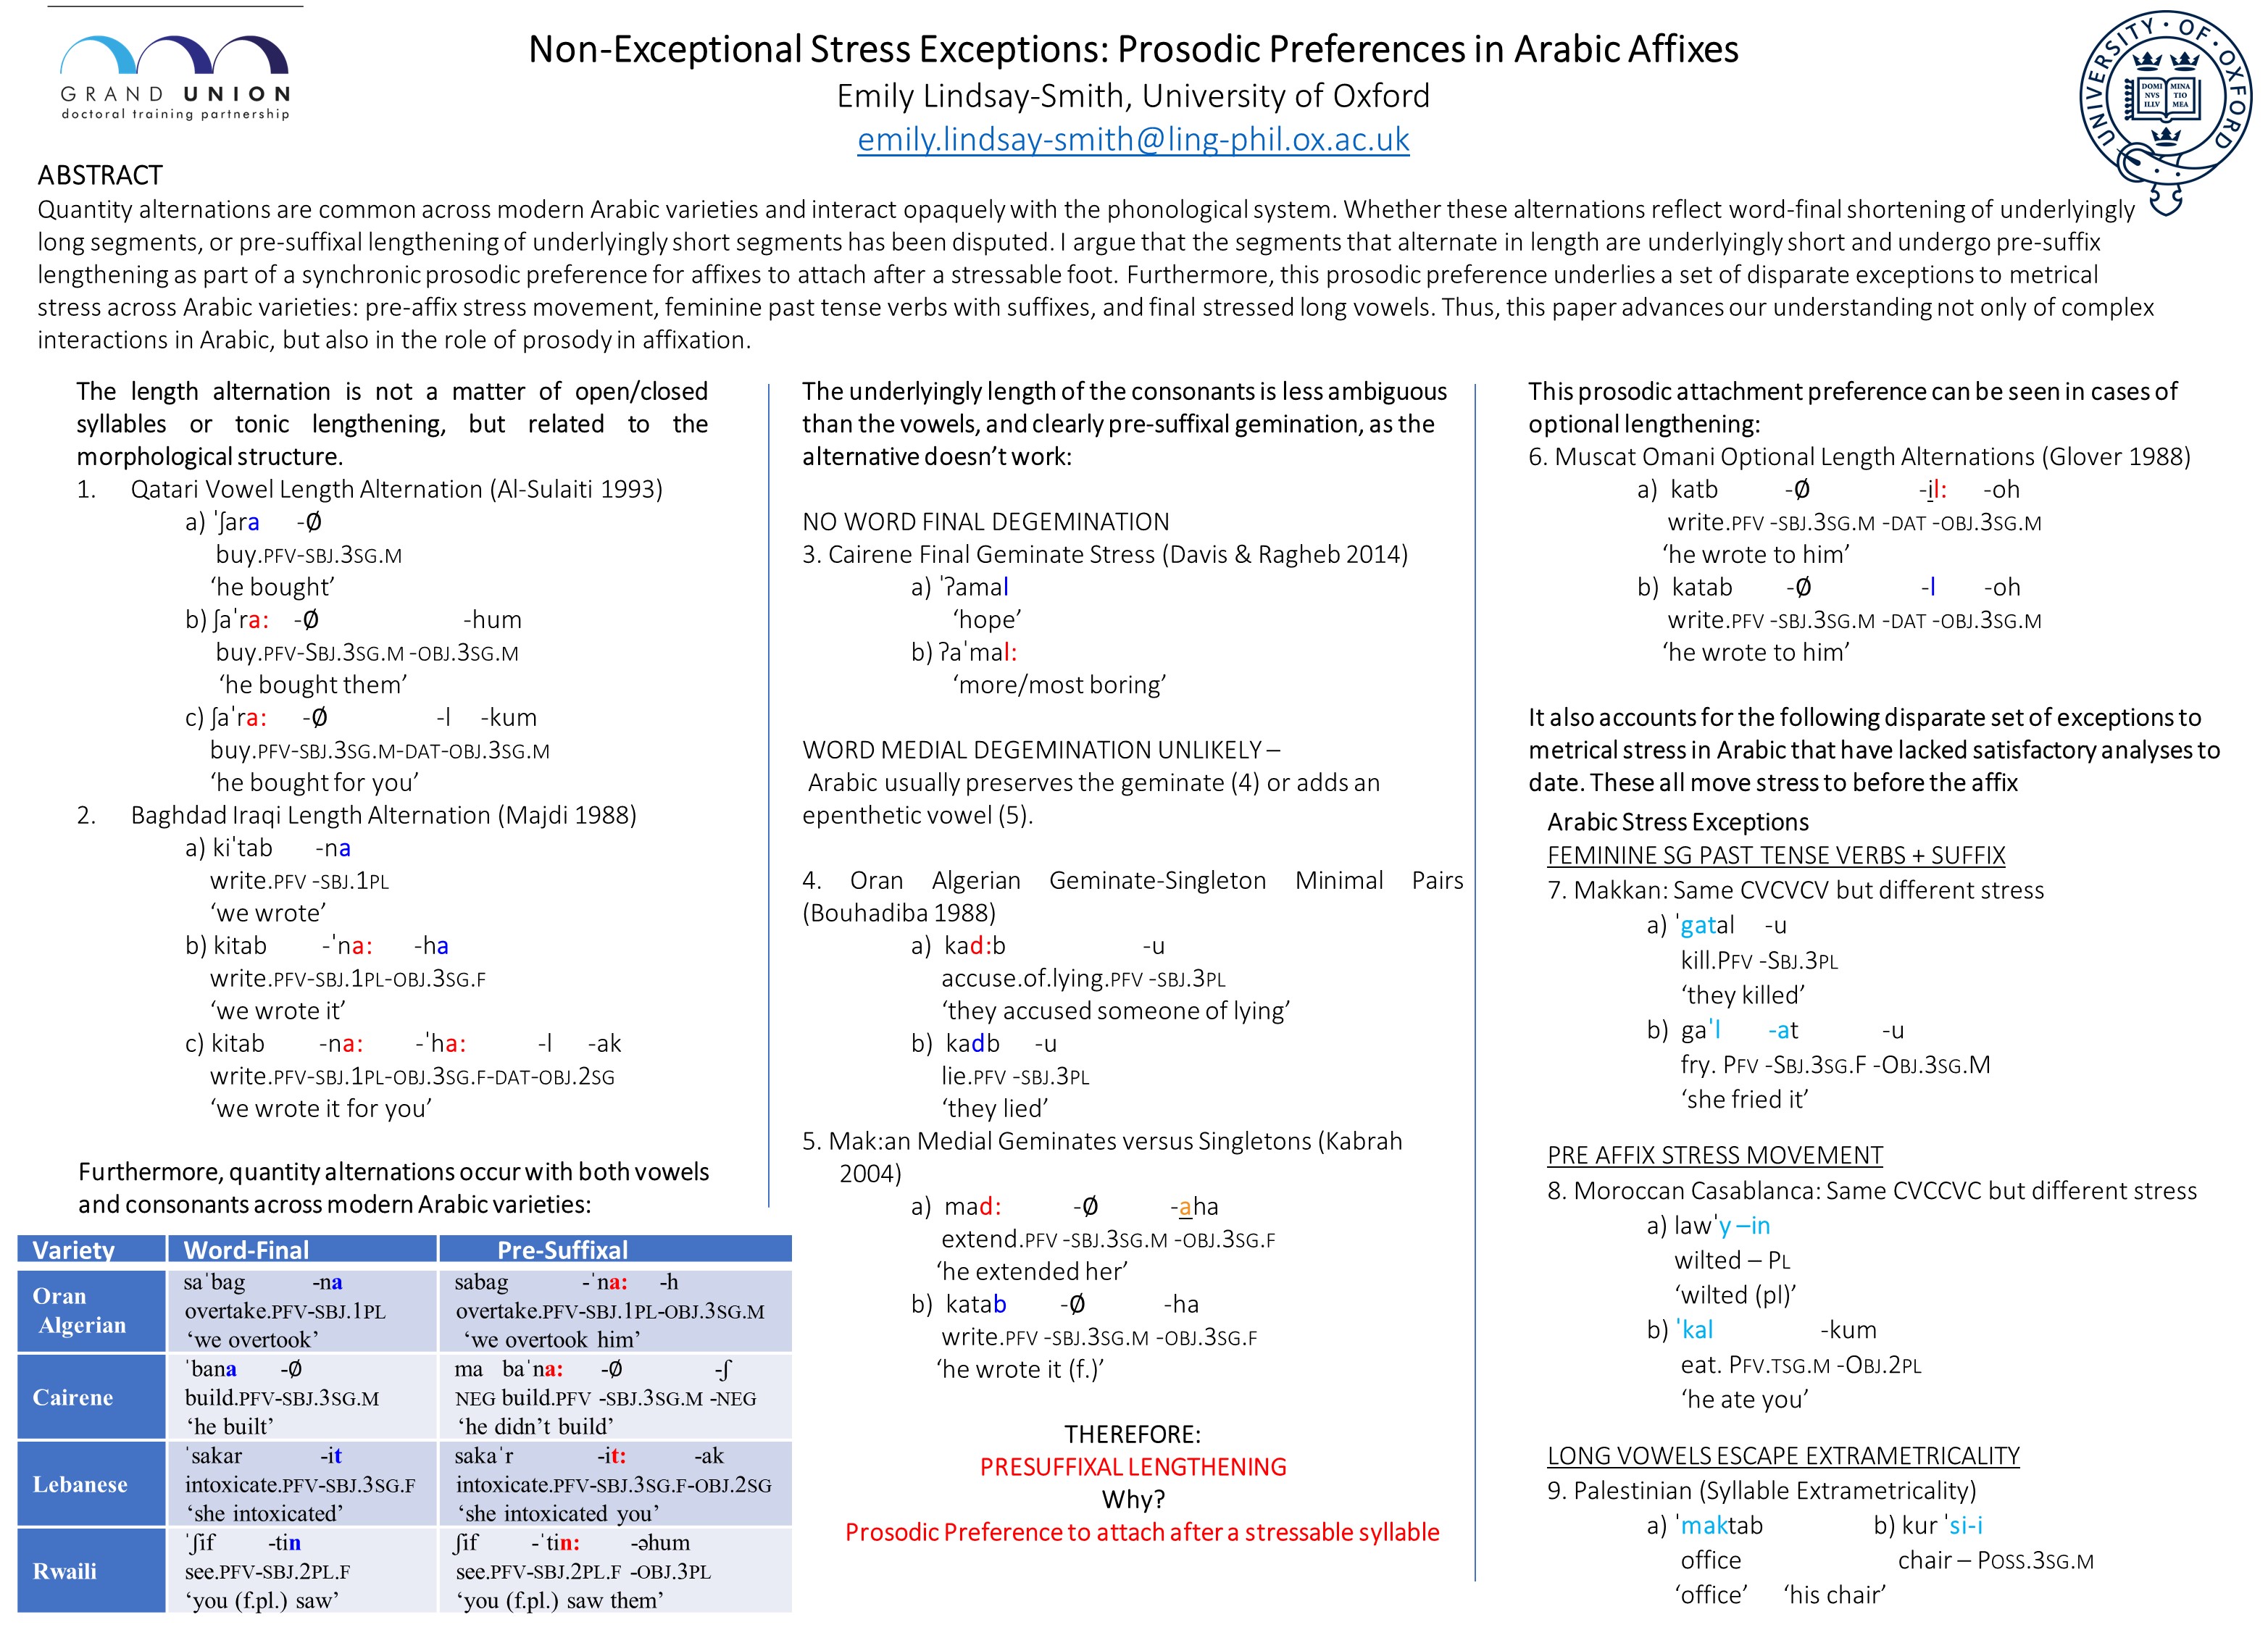 GRAND UNION
doctoral training partnership
Non-Exceptional Stress Exceptions: Prosodic Preferences in Arabic Affixes
Emily Lindsay-Smith, University of Oxford
emily.lindsay-smith@ling-phil.ox.ac.uk
UNIVERSITY · OF · OXFORD
DOMI MINA
NVS TIO
ILLV MEA
ABSTRACT
Quantity alternations are common across modern Arabic varieties and interact opaquely with the phonological system. Whether these alternations reflect word-final shortening of underlyingly
long segments, or pre-suffixal lengthening of underlyingly short segments has been disputed. I argue that the segments that alternate in length are underlyingly short and undergo pre-suffix
lengthening as part of a synchronic prosodic preference for affixes to attach after a stressable foot. Furthermore, this prosodic preference underlies a set of disparate exceptions to metrical
stress across Arabic varieties: pre-affix stress movement, feminine past tense verbs with suffixes, and final stressed long vowels. Thus, this paper advances our understanding not only of complex
interactions in Arabic, but also in the role of prosody in affixation.
The length alternation is not a matter of open/closed
syllables or tonic lengthening, but related to the
morphological structure.
1. Qatari Vowel Length Alternation (Al-Sulaiti 1993)
a) ˈʃara -Ø
buy.PFV-SBJ.3SG.M
‘he bought’
b) ʃaˈra: -Ø -hum
buy.PFV-SBJ.3SG.M -OBJ.3SG.M
‘he bought them’
c) ʃaˈra: -Ø -l -kum
buy.PFV-SBJ.3SG.M-DAT-OBJ.3SG.M
‘he bought for you’
2. Baghdad Iraqi Length Alternation (Majdi 1988)
a) kiˈtab -na
write.PFV -SBJ.1PL
‘we wrote’
b) kitab -ˈna: -ha
write.PFV-SBJ.1PL-OBJ.3SG.F
‘we wrote it’
c) kitab -na: -ˈha: -l -ak
write.PFV-SBJ.1PL-OBJ.3SG.F-DAT-OBJ.2SG
‘we wrote it for you’
Furthermore, quantity alternations occur with both vowels
and consonants across modern Arabic varieties:
Variety Word-Final Pre-Suffixal
Oran Algerian
saˈbag -na
overtake.PFV-SBJ.1PL
‘we overtook’
sabag -ˈna: -h
overtake.PFV-SBJ.1PL-OBJ.3SG.M
‘we overtook him’
Cairene
ˈbana -Ø
build.PFV-SBJ.3SG.M
‘he built’
ma baˈna: -Ø -ʃ
NEG build.PFV -SBJ.3SG.M -NEG
‘he didn’t build’
Lebanese
ˈsakar -it
intoxicate.PFV-SBJ.3SG.F
‘she intoxicated’
sakaˈr -it: -ak
intoxicate.PFV-SBJ.3SG.F-OBJ.2SG
‘she intoxicated you’
Rwaili
ˈʃif -tin
see.PFV-SBJ.2PL.F
‘you (f.pl.) saw’
ʃif -ˈtin: -əhum
see.PFV-SBJ.2PL.F -OBJ.3PL
‘you (f.pl.) saw them’
The underlyingly length of the consonants is less ambiguous
than the vowels, and clearly pre-suffixal gemination, as the
alternative doesn’t work:
NO WORD FINAL DEGEMINATION
3. Cairene Final Geminate Stress (Davis & Ragheb 2014)
a) ˈʔamal
‘hope’
b) ʔaˈmal:
‘more/most boring’
WORD MEDIAL DEGEMINATION UNLIKELY –
Arabic usually preserves the geminate (4) or adds an
epenthetic vowel (5).
4. Oran Algerian Geminate-Singleton Minimal Pairs
(Bouhadiba 1988)
a) kad:b -u
accuse.of.lying.PFV -SBJ.3PL
‘they accused someone of lying’
b) kadb -u
lie.PFV -SBJ.3PL
‘they lied’
5. Mak:an Medial Geminates versus Singletons (Kabrah
2004)
a) mad: -Ø -aha
extend.PFV -SBJ.3SG.M -OBJ.3SG.F
‘he extended her’
b) katab -Ø -ha
write.PFV -SBJ.3SG.M -OBJ.3SG.F
‘he wrote it (f.)’
THEREFORE:
PRESUFFIXAL LENGTHENING
Why?
Prosodic Preference to attach after a stressable syllable
This prosodic attachment preference can be seen in cases of
optional lengthening:
6. Muscat Omani Optional Length Alternations (Glover 1988)
a) katb -Ø -il: -oh
write.PFV -SBJ.3SG.M -DAT -OBJ.3SG.M
‘he wrote to him’
b) katab -Ø -l -oh
write.PFV -SBJ.3SG.M -DAT -OBJ.3SG.M
‘he wrote to him’
It also accounts for the following disparate set of exceptions to
metrical stress in Arabic that have lacked satisfactory analyses to
date. These all move stress to before the affix
Arabic Stress Exceptions
FEMININE SG PAST TENSE VERBS + SUFFIX
7. Makkan: Same CVCVCV but different stress
a) ˈgatal -u
kill.PFV -SBJ.3PL
‘they killed’
b) gaˈl -at -u
fry. PFV -SBJ.3SG.F -OBJ.3SG.M
‘she fried it’
PRE AFFIX STRESS MOVEMENT
8. Moroccan Casablanca: Same CVCCVC but different stress
a) lawˈy –in
wilted – PL
‘wilted (pl)’
b) ˈkal -kum
eat. PFV.TSG.M -OBJ.2PL
‘he ate you’
LONG VOWELS ESCAPE EXTRAMETRICALITY
9. Palestinian (Syllable Extrametricality)
a) ˈmaktab b) kur ˈsi-i
office chair – POSS.3SG.M
‘office’ ‘his chair’